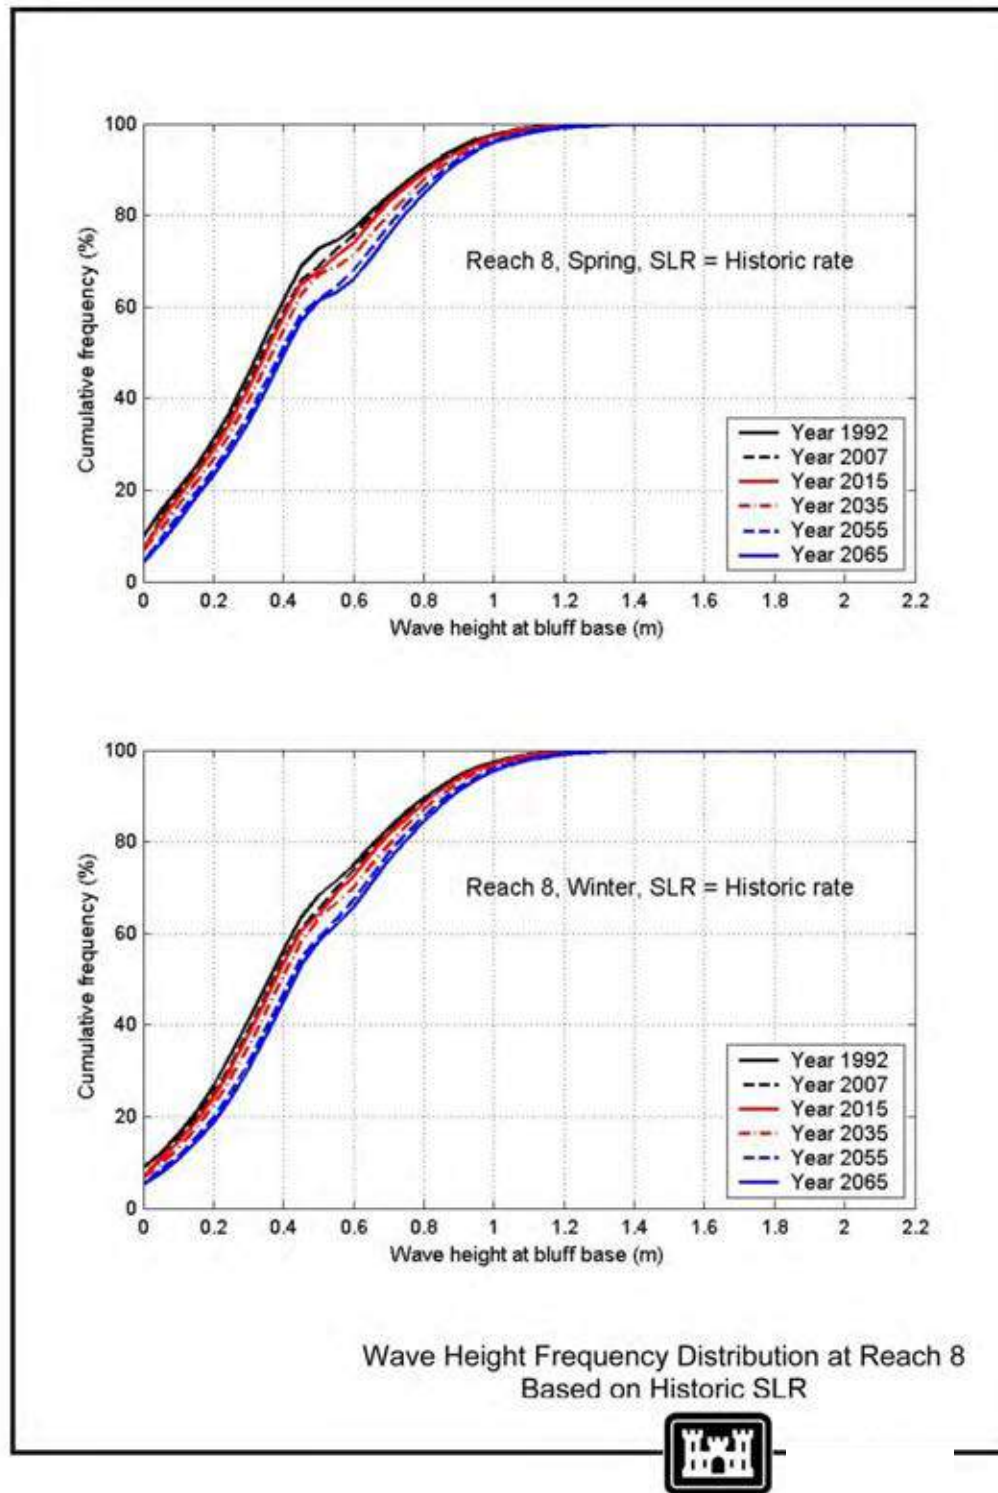 100
80
60
40
20
0
Cumulative frequency (%)
Reach 8, Spring, SLR = Historic rate
Year 1992
Year 2007
Year 2015
Year 2035
Year 2055
Year 2065
0 0.2 0.4 0.6 0.8 1 1.2 1.4 1.6 1.8 2 2.2
Wave height at bluff base (m)
100
80
60
40
20
0
Cumulative frequency (%)
Reach 8, Winter, SLR = Historic rate
Year 1992
Year 2007
Year 2015
Year 2035
Year 2055
Year 2065
0 0.2 0.4 0.6 0.8 1 1.2 1.4 1.6 1.8 2 2.2
Wave height at bluff base (m)
Wave Height Frequency Distribution at Reach 8
Based on Historic SLR